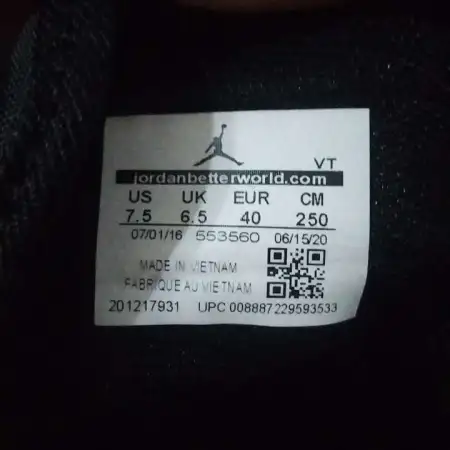 VT
jordanbetterworld.com
US UK EUR CM
7.5 6.5 40 250
07/01/16 553560 06/15/20
MADE IN VIETNAM
FABRIQUE AU VIETNAM
201217931 UPC 008887229593533